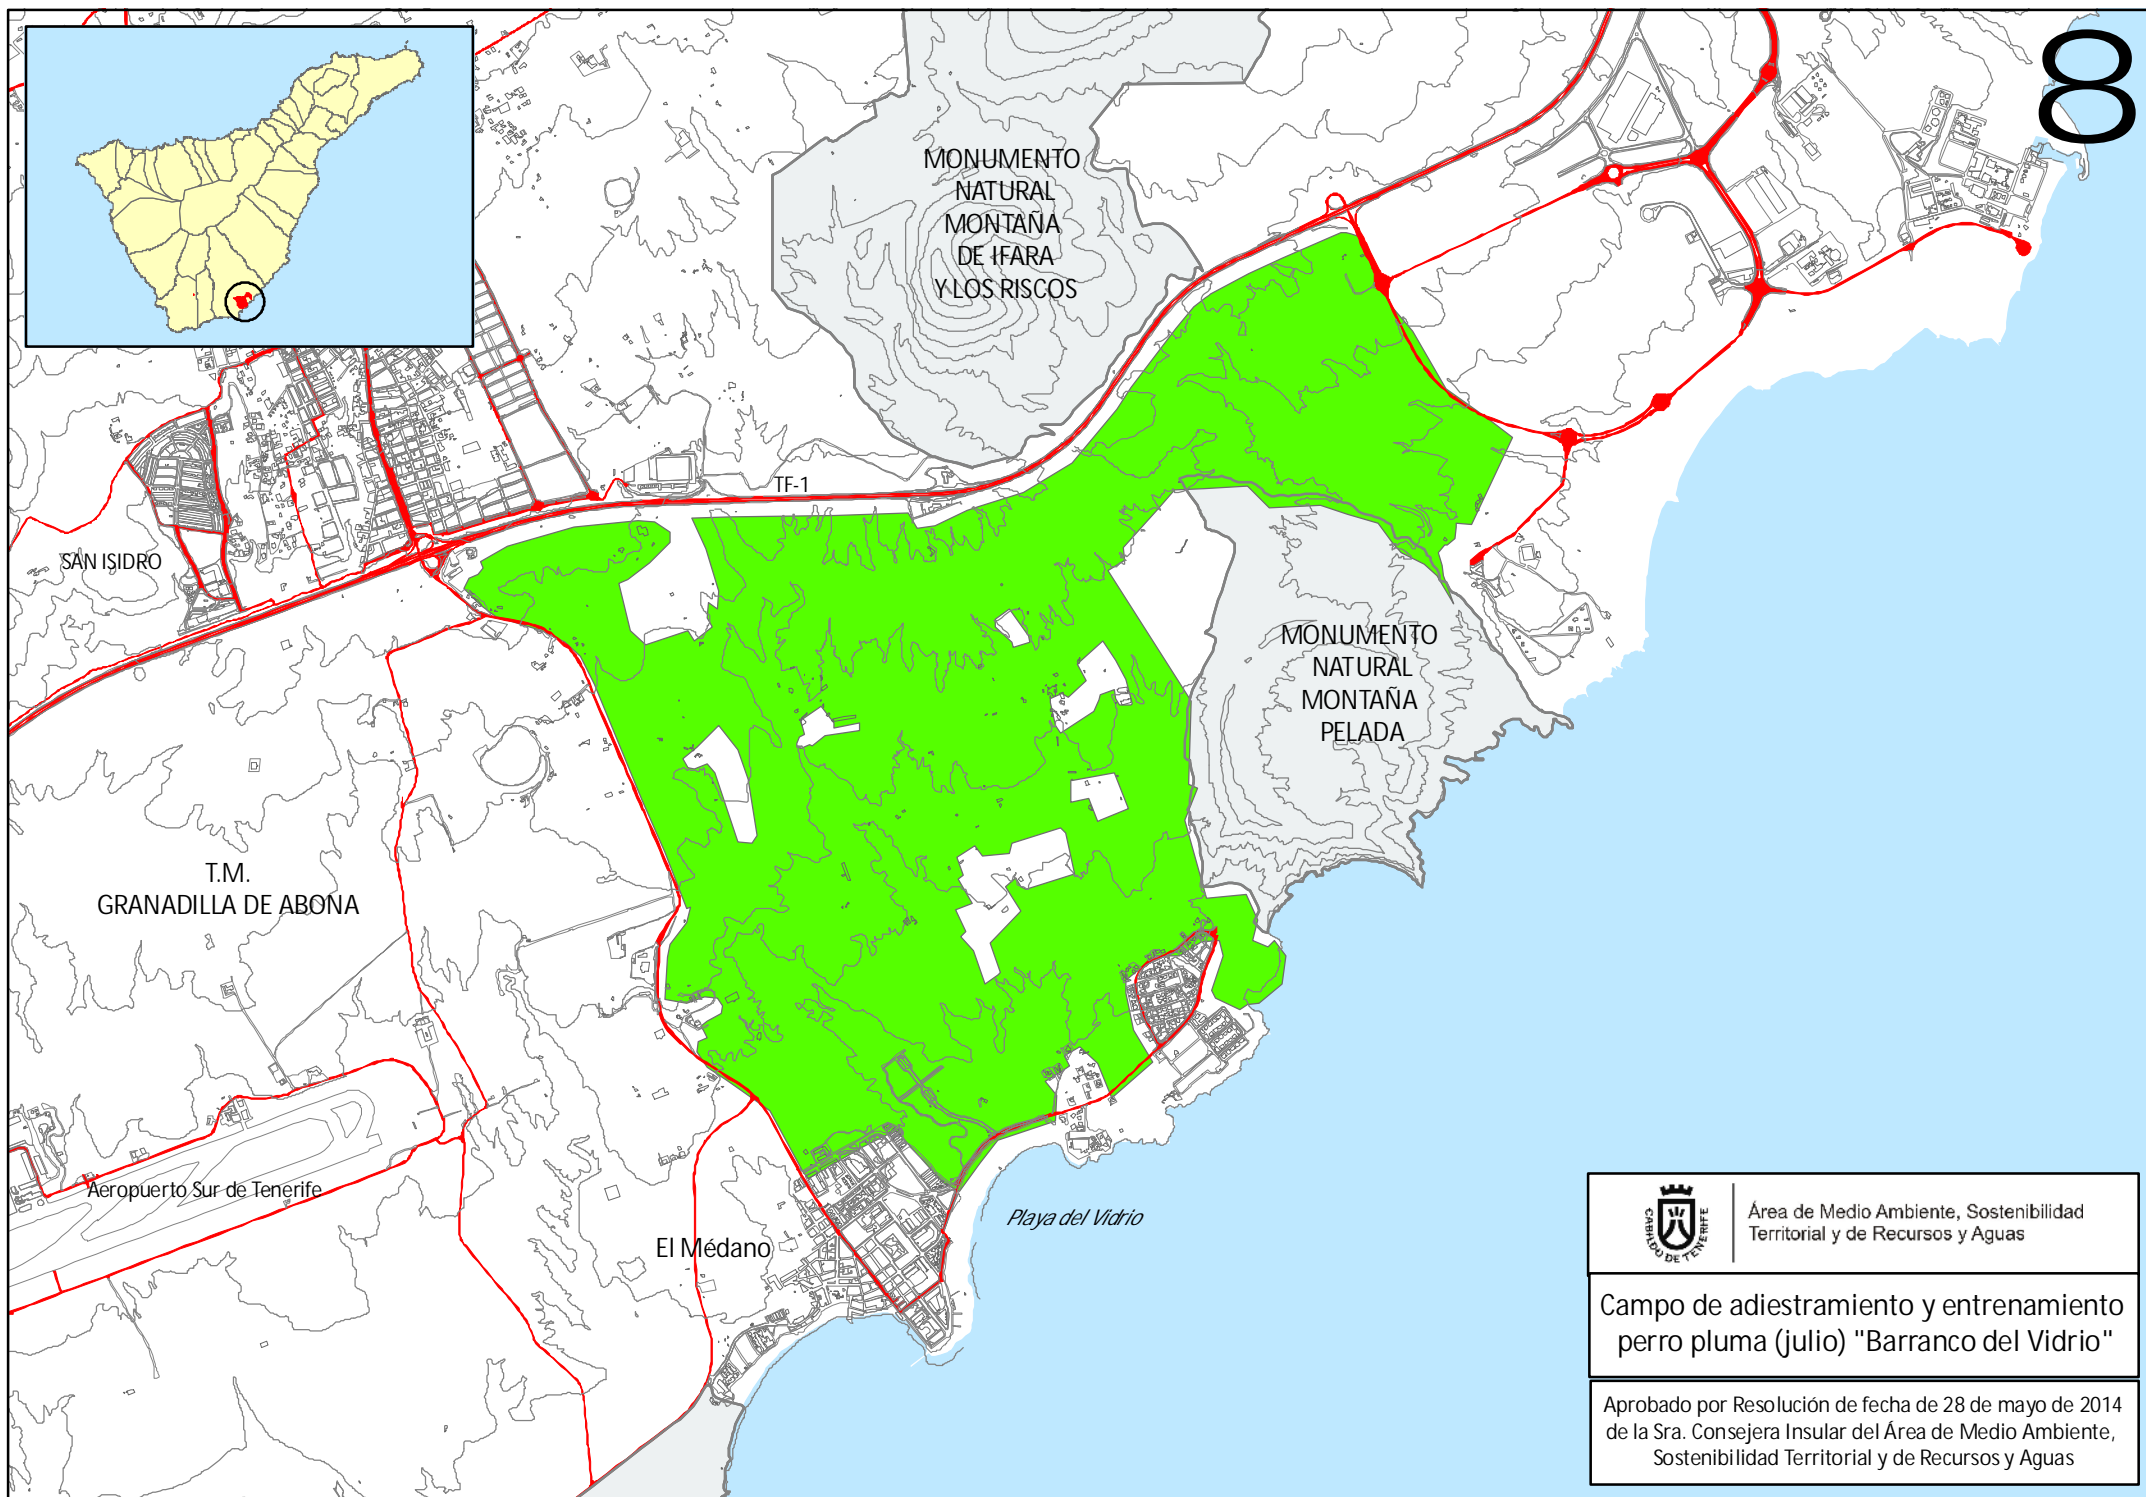 8
MONUMENTO
NATURAL
MONTAÑA
DE IFARA
Y LOS RISCOS
TF-1
SAN ISIDRO
MONUMENTO
NATURAL
MONTAÑA
PELADA
T.M.
GRANADILLA DE ABONA
Aeropuerto Sur de Tenerife
El Médano
Playa del Vidrio
CABILDO DE TENERIFE
Área de Medio Ambiente, Sostenibilidad
Territorial y de Recursos y Aguas
Campo de adiestramiento y entrenamiento
perro pluma (julio) "Barranco del Vidrio"
Aprobado por Resolución de fecha de 28 de mayo de 2014
de la Sra. Consejera Insular del Área de Medio Ambiente,
Sostenibilidad Territorial y de Recursos y Aguas